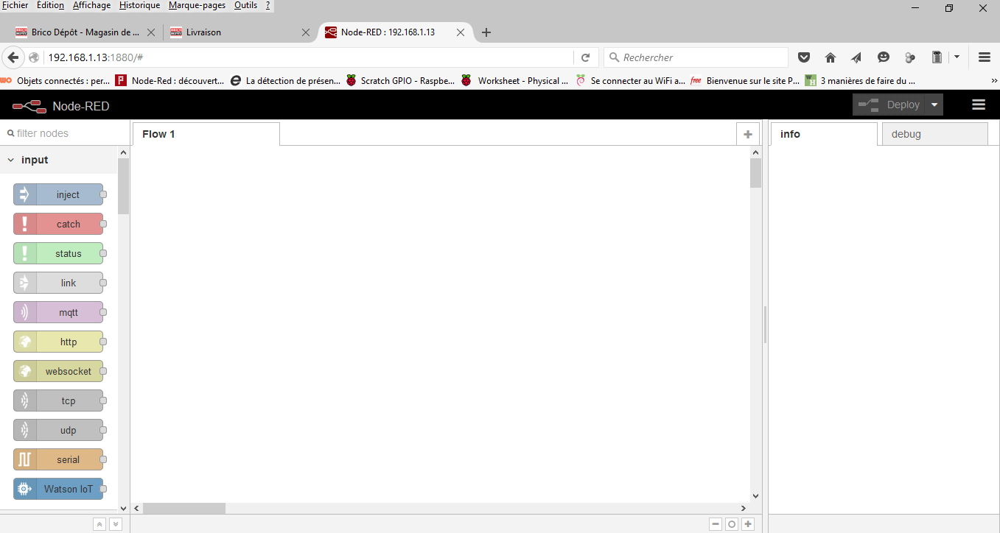 Fichier Édition Affichage Historique Marque-pages Outils ?
Brico Dépôt - Magasin de ... Livraison Node-RED : 192.168.1.13
192.168.1.13:1880/# Rechercher
WO Objets connectés : per... Node-Red : découvert... La détection de présen... Scratch GPIO - Raspbe... Worksheet - Physical ... Se connecter au WiFi a... free Bienvenue sur le site P... 3 manières de faire du ...
Node-RED Deploy
filter nodes Flow 1 info debug
input
inject
catch
status
link
mqtt
http
websocket
tcp
udp
serial
Watson IoT